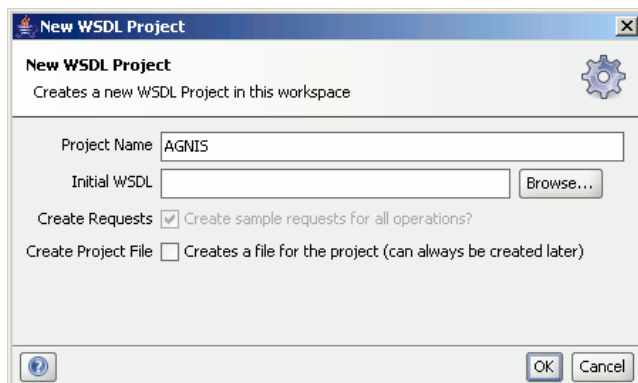 New WSDL Project
New WSDL Project
Creates a new WSDL Project in this workspace
Project Name AGNIS
Initial WSDL Browse...
Create Requests Create sample requests for all operations?
Create Project File Creates a file for the project (can always be created later)
? OK Cancel